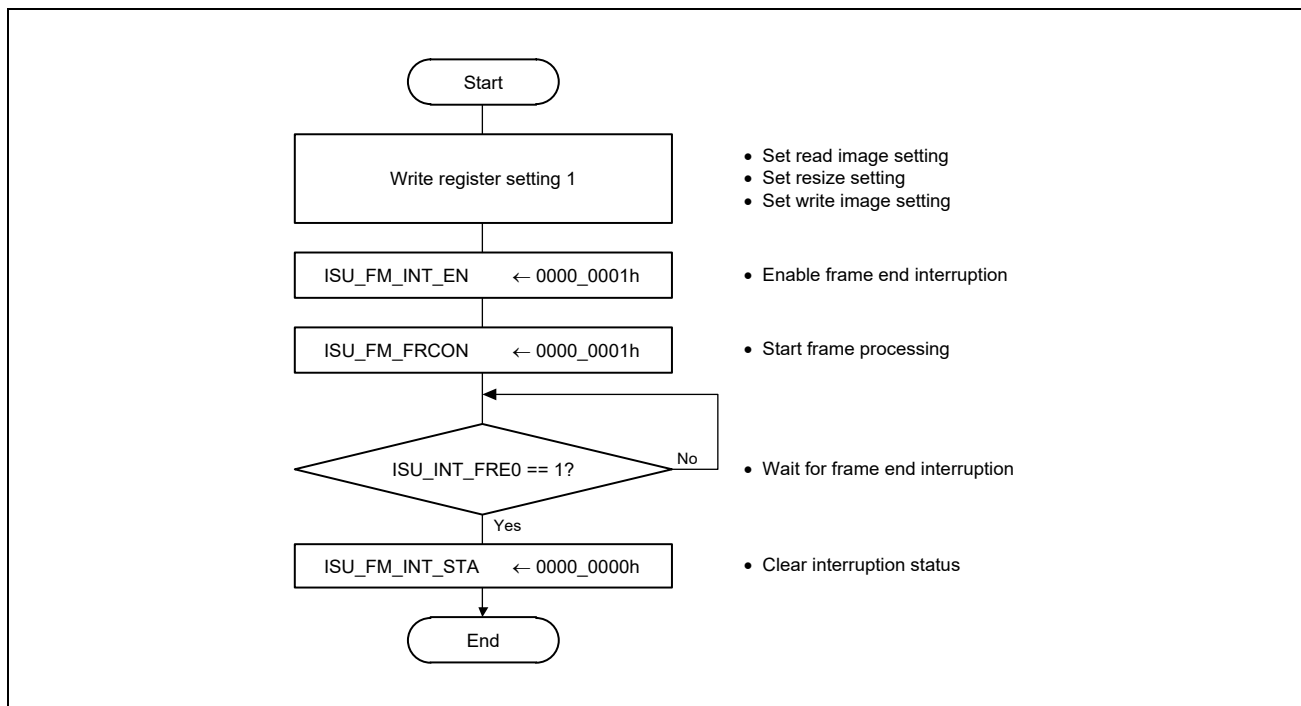 Start
Write register setting 1
• Set read image setting
• Set resize setting
• Set write image setting
ISU_FM_INT_EN ← 0000_0001h
• Enable frame end interruption
ISU_FM_FRCON ← 0000_0001h
• Start frame processing
ISU_INT_FRE0 == 1?
No
• Wait for frame end interruption
Yes
ISU_FM_INT_STA ← 0000_0000h
• Clear interruption status
End